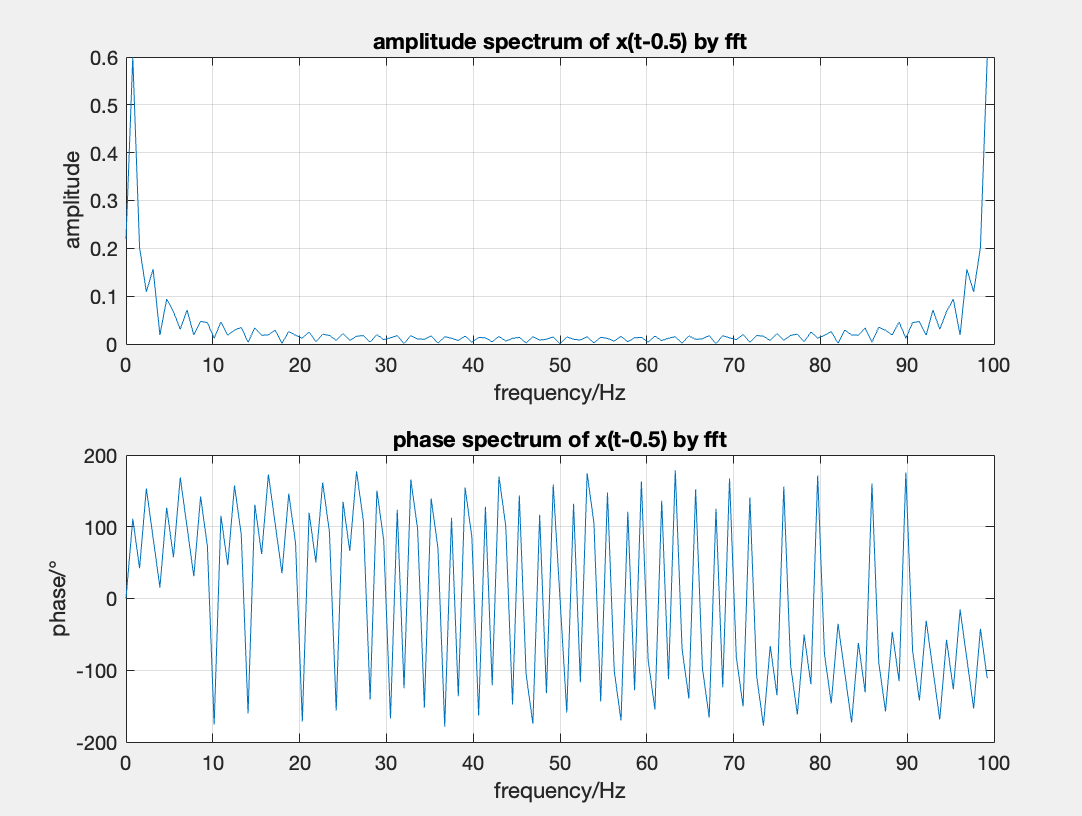 amplitude spectrum of x(t-0.5) by fft
0.6
0.5
0.4
0.3
0.2
0.1
0
amplitude
0 10 20 30 40 50 60 70 80 90 100
frequency/Hz
phase spectrum of x(t-0.5) by fft
200
100
0
-100
-200
phase/°
0 10 20 30 40 50 60 70 80 90 100
frequency/Hz